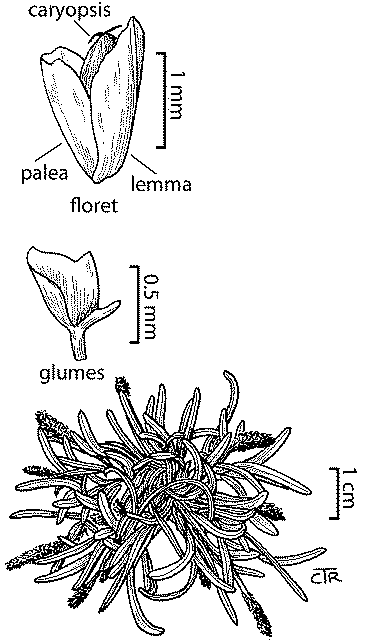 caryopsis
1 mm
palea
lemma
floret
0.5 mm
glumes
1 cm
CTR